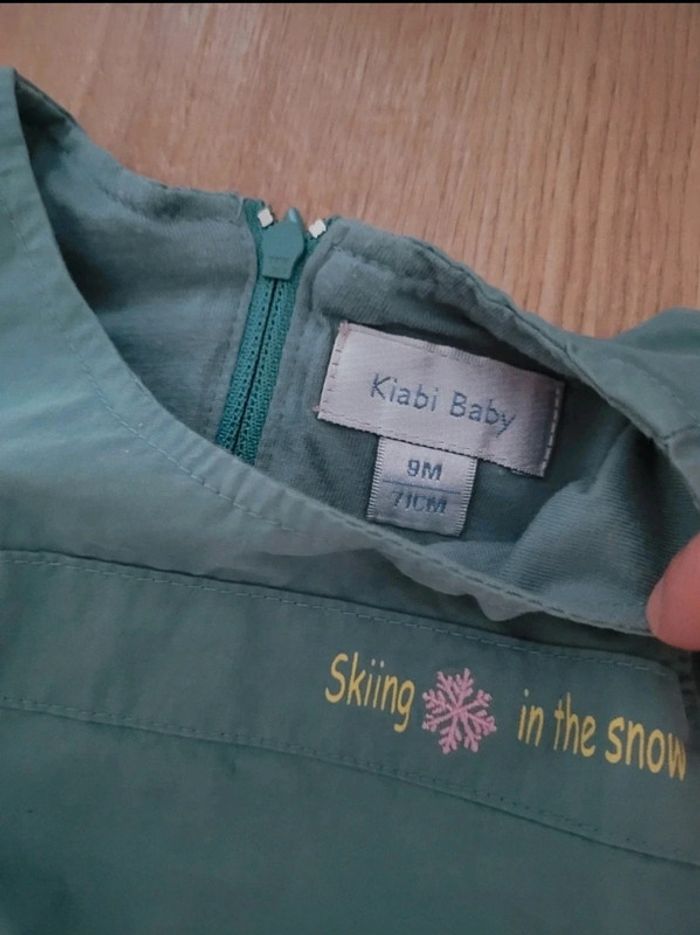 Kiabi Baby
9M
71CM
Skiing in the snow